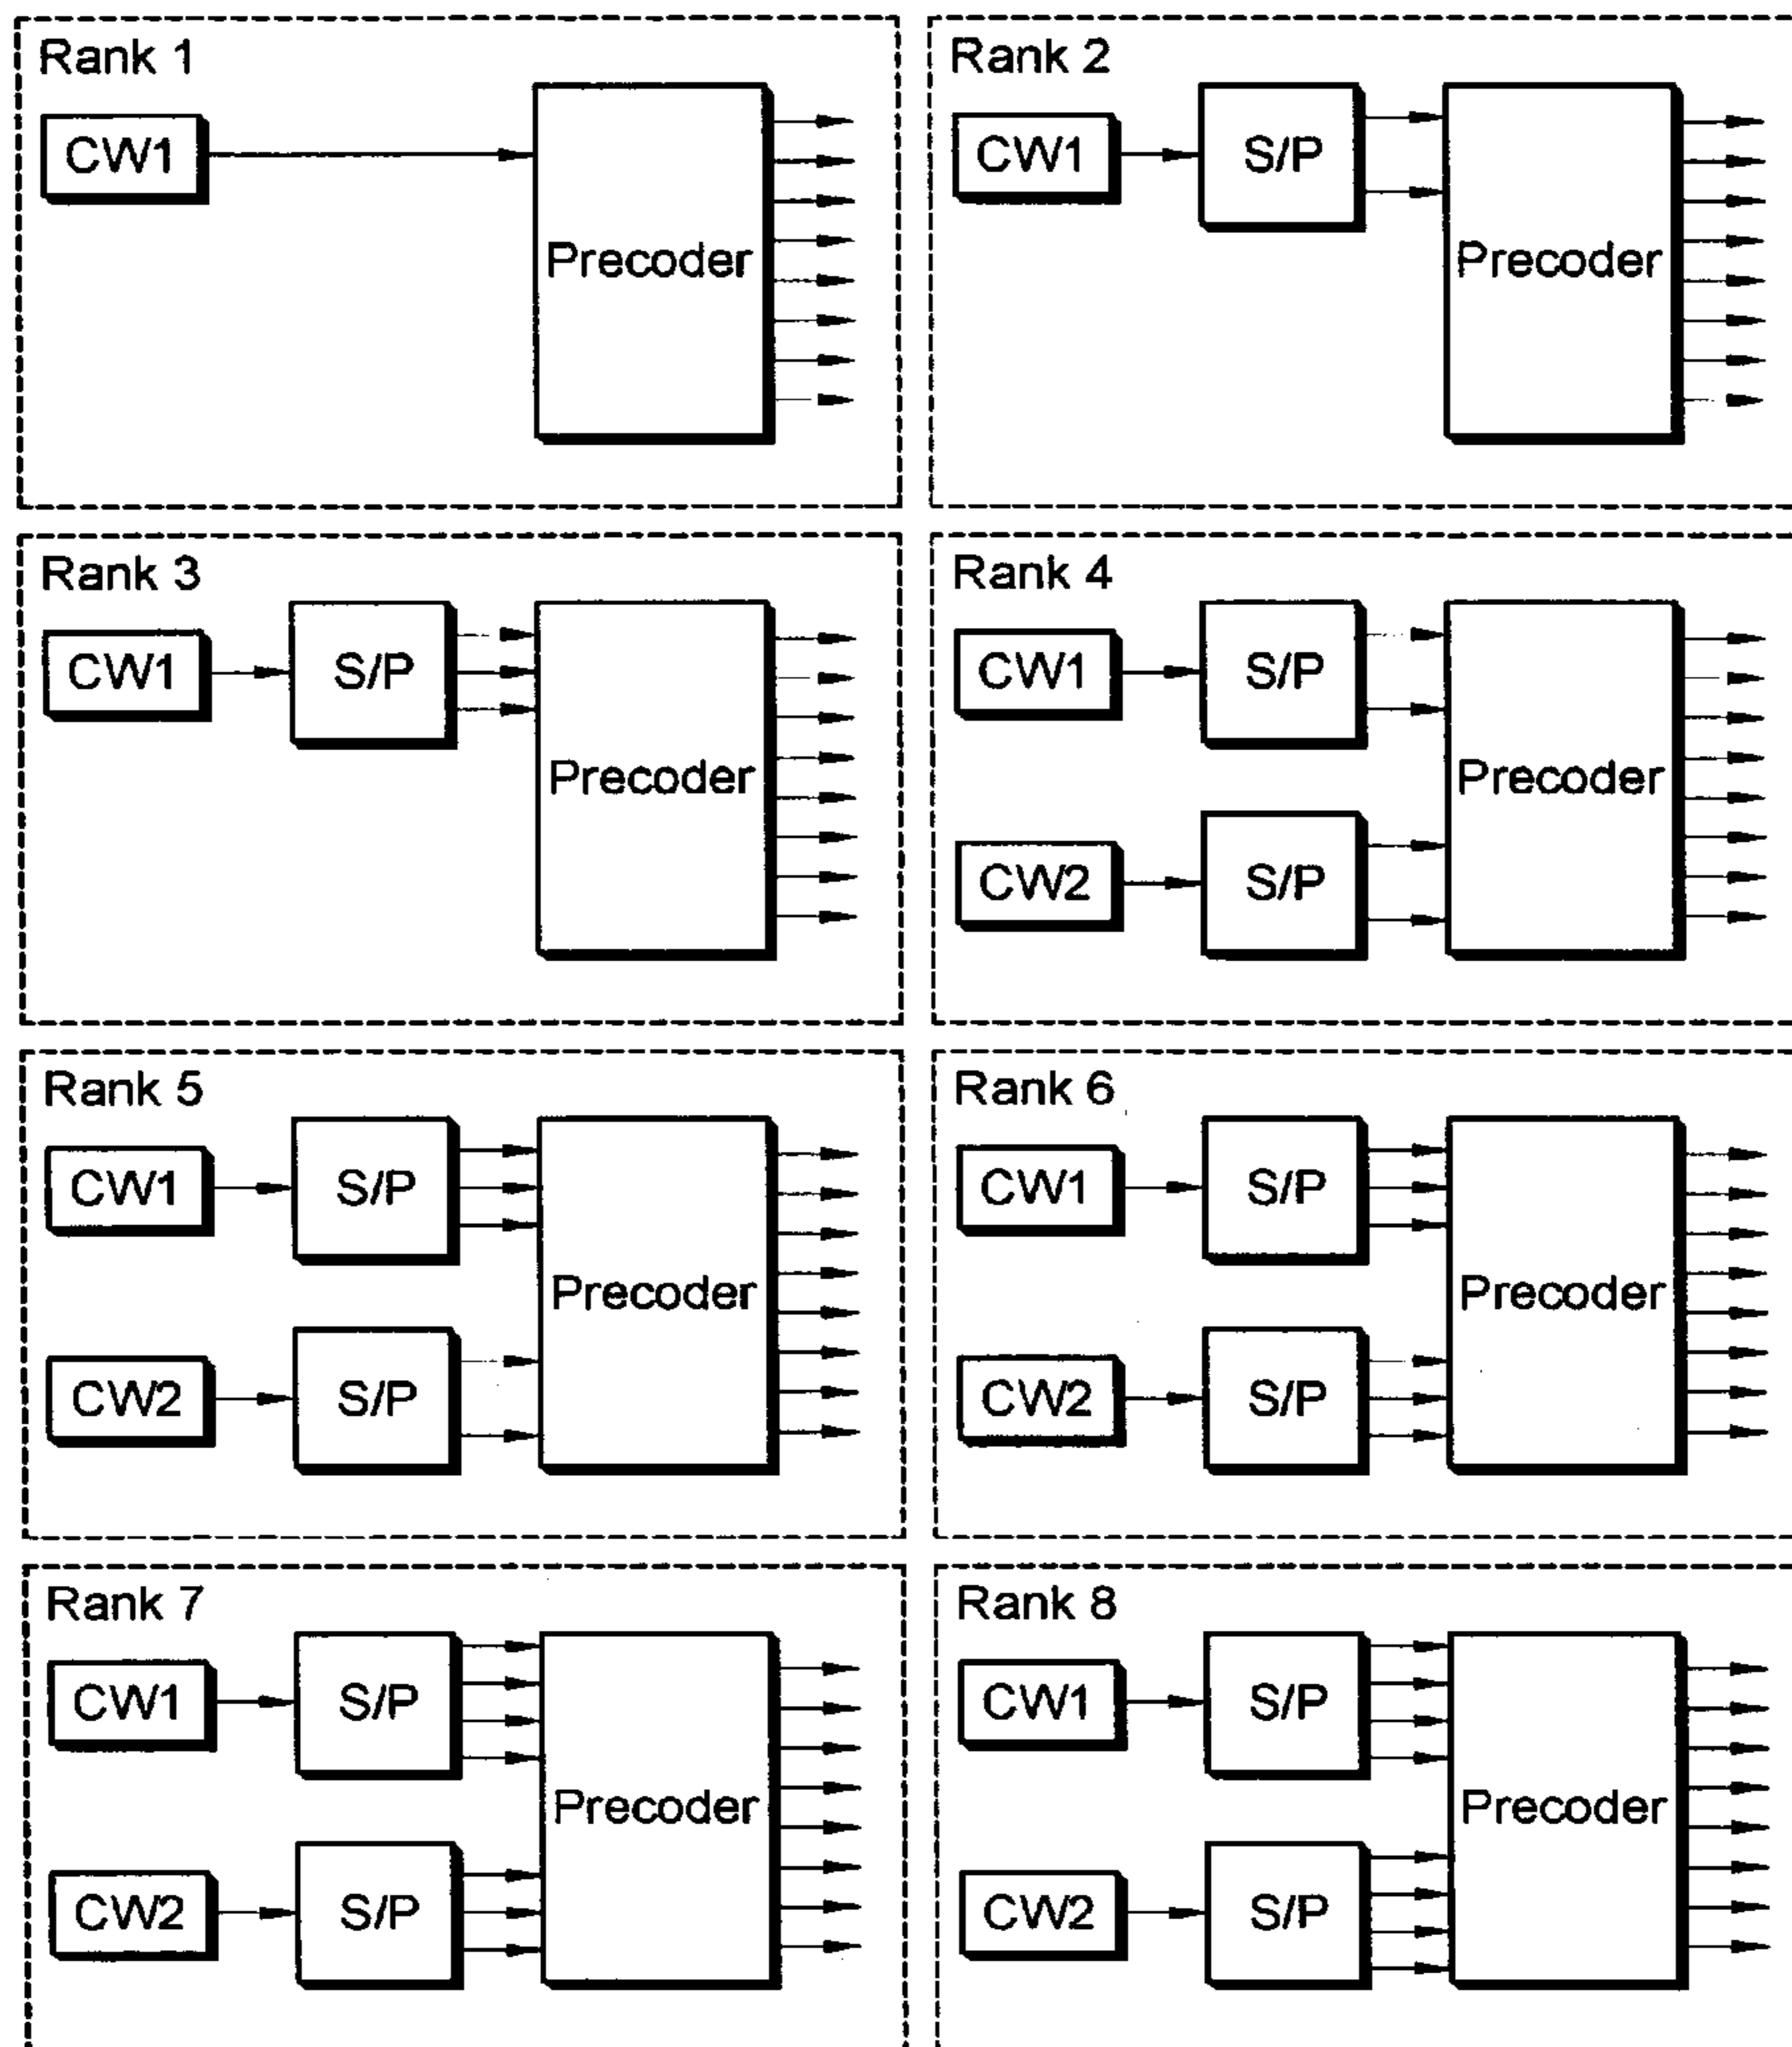 Rank 1
CW1
Precoder
Rank 2
CW1
S/P
Precoder
Rank 3
CW1
S/P
Precoder
Rank 4
CW1
S/P
Precoder
CW2
S/P
Rank 5
CW1
S/P
Precoder
CW2
S/P
Rank 6
CW1
S/P
Precoder
CW2
S/P
Rank 7
CW1
S/P
Precoder
CW2
S/P
Rank 8
CW1
S/P
Precoder
CW2
S/P